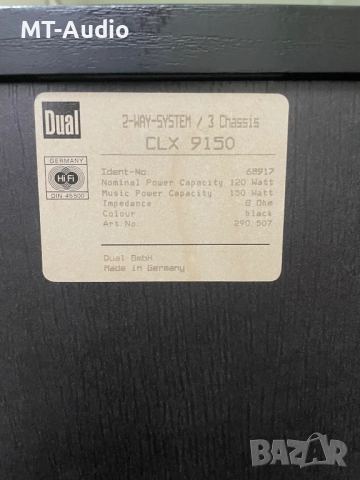 MT-Audio
Dual
2-WAY-SYSTEM / 3 Chassis
CLX 9150
GERMANY
HiFi
DIN 45500
Ident-No. 68917
Nominal Power Capacity 120 Watt
Music Power Capacity 150 Watt
Impedance 8 Ohm
Colour black
Art.No. 290 507
Dual GmbH
Made in Germany
BAZAR